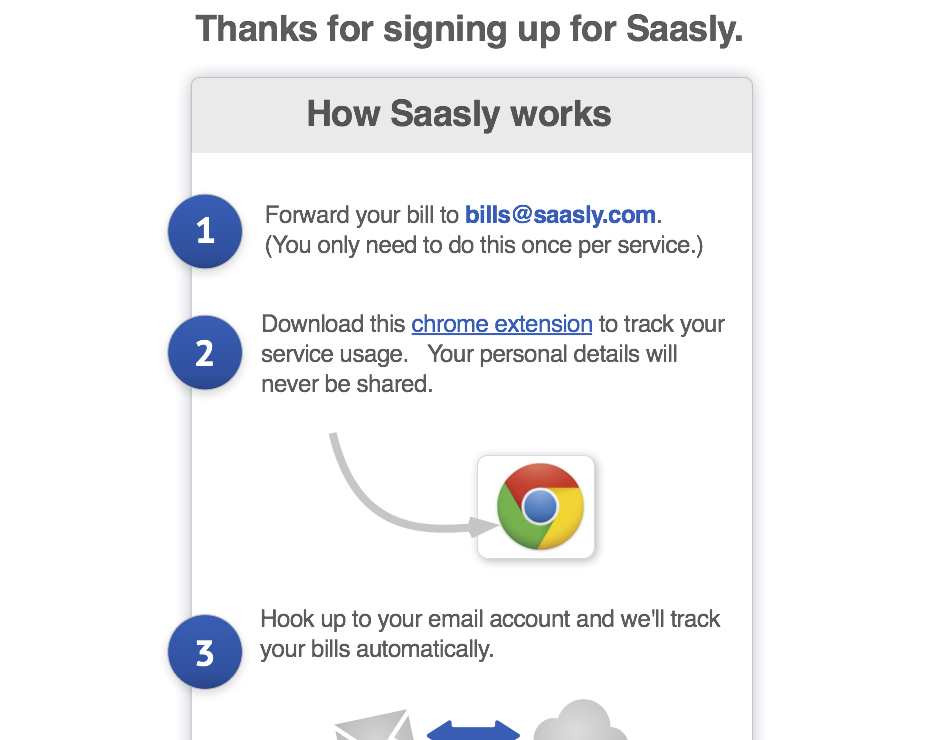 Thanks for signing up for Saasly.
How Saasly works
1
Forward your bill to bills@saasly.com.
(You only need to do this once per service.)
2
Download this chrome extension to track your
service usage.   Your personal details will
never be shared.
3
Hook up to your email account and we'll track
your bills automatically.